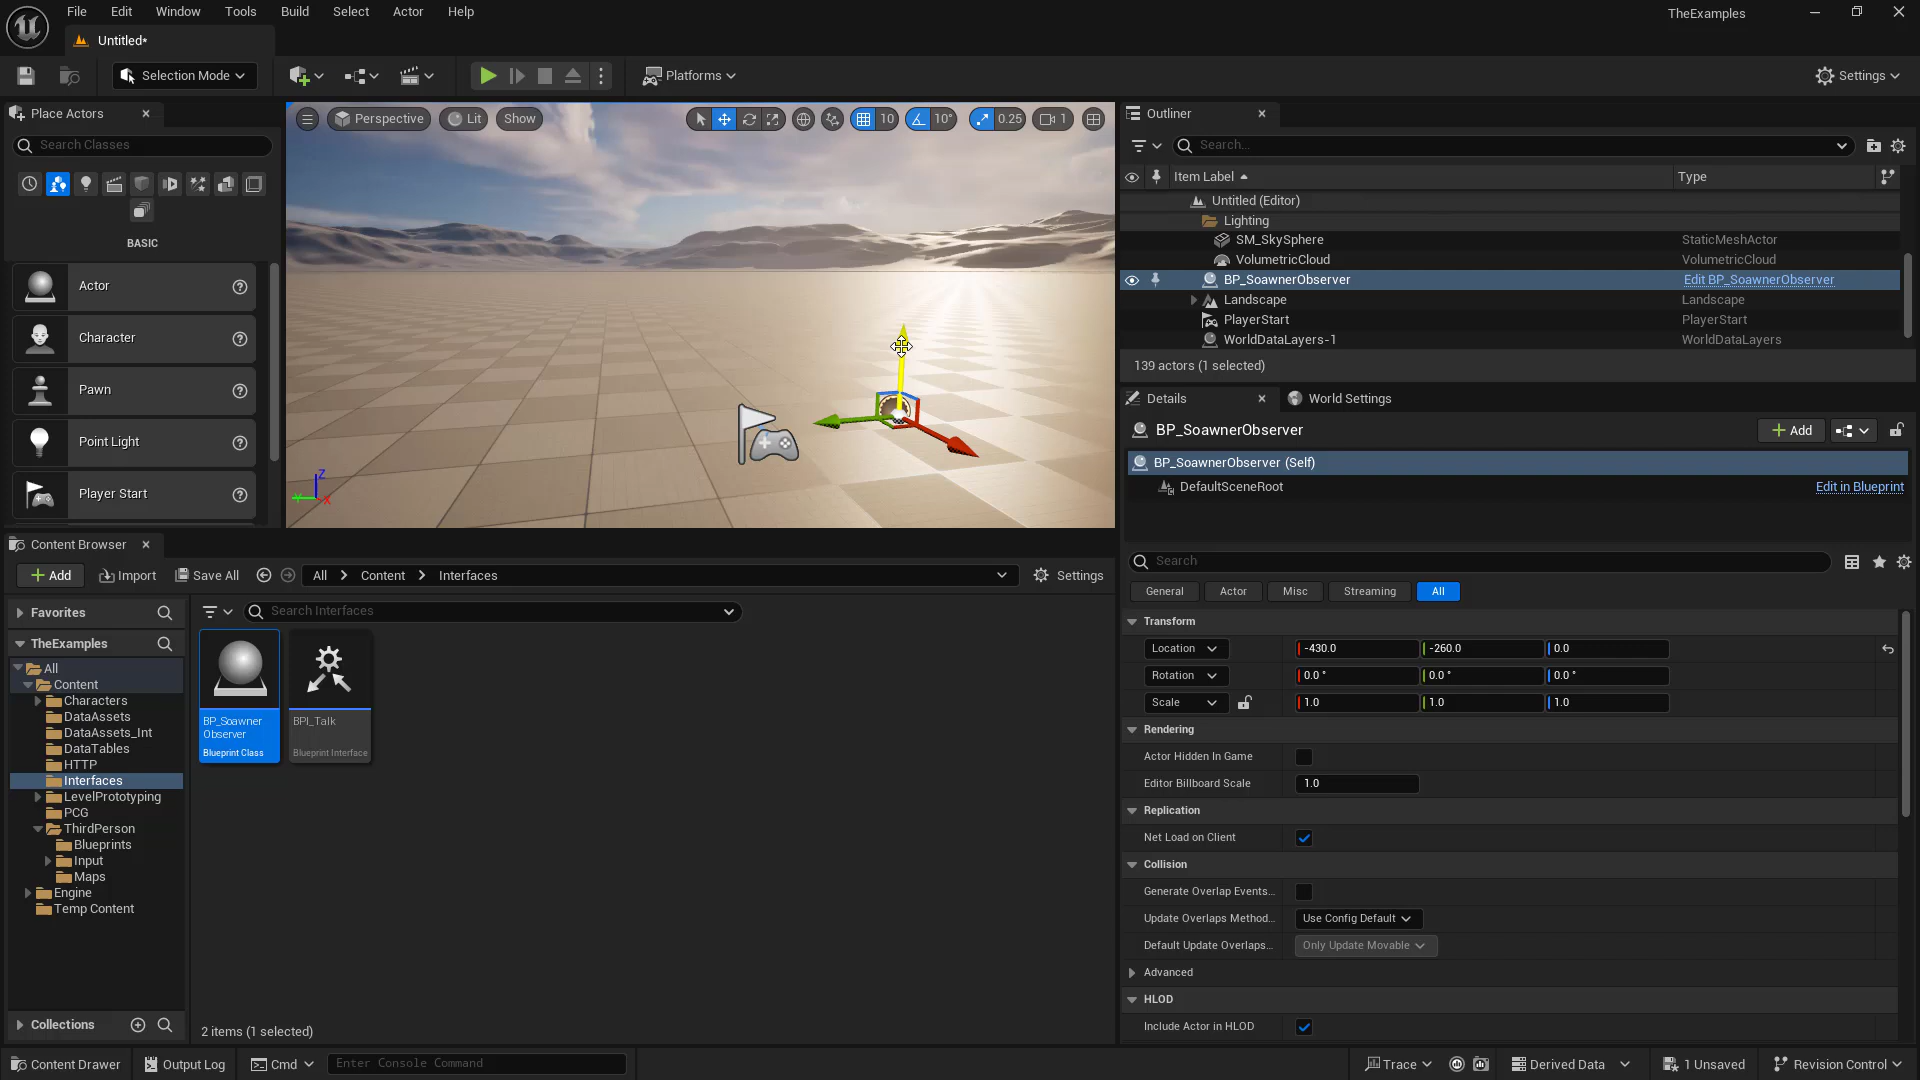 File Edit Window Tools Build Select Actor Help
TheExamples
Untitled*
Selection Mode
Platforms
Settings
Place Actors
Search Classes
BASIC
Actor
Character
Pawn
Point Light
Player Start
Perspective Lit Show 10 10° 0.25 1
Z
Y X
Outliner
Search...
Item Label Type
Untitled (Editor)
Lighting
SM_SkySphere StaticMeshActor
VolumetricCloud VolumetricCloud
BP_SoawnerObserver Edit BP_SoawnerObserver
Landscape Landscape
PlayerStart PlayerStart
WorldDataLayers-1 WorldDataLayers
139 actors (1 selected)
Details World Settings
BP_SoawnerObserver
Add
BP_SoawnerObserver (Self)
DefaultSceneRoot Edit in Blueprint
Search
General Actor Misc Streaming All
Transform
Location -430.0 -260.0 0.0
Rotation 0.0 ° 0.0 ° 0.0 °
Scale 1.0 1.0 1.0
Rendering
Actor Hidden In Game
Editor Billboard Scale 1.0
Replication
Net Load on Client
Collision
Generate Overlap Events...
Update Overlaps Method... Use Config Default
Default Update Overlaps... Only Update Movable
Advanced
HLOD
Include Actor in HLOD
Content Browser
Add Import Save All All Content Interfaces Settings
Favorites
Search Interfaces
TheExamples
All
Content
Characters
DataAssets
DataAssets_Int
DataTables
HTTP
Interfaces
LevelPrototyping
PCG
ThirdPerson
Blueprints
Input
Maps
Engine
Temp Content
Collections
BP_Soawner
Observer
Blueprint Class
BPI_Talk
Blueprint Interface
2 items (1 selected)
Content Drawer Output Log Cmd Enter Console Command Trace Derived Data 1 Unsaved Revision Control